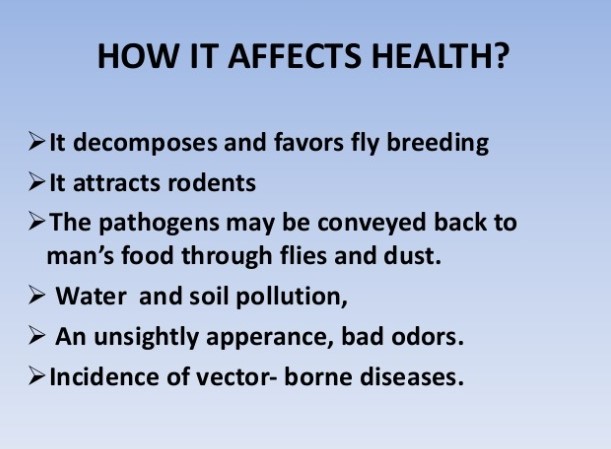 HOW IT AFFECTS HEALTH?
➢It decomposes and favors fly breeding
➢It attracts rodents
➢The pathogens may be conveyed back to
man’s food through flies and dust.
➢ Water  and soil pollution,
➢ An unsightly apperance, bad odors.
➢Incidence of vector- borne diseases.